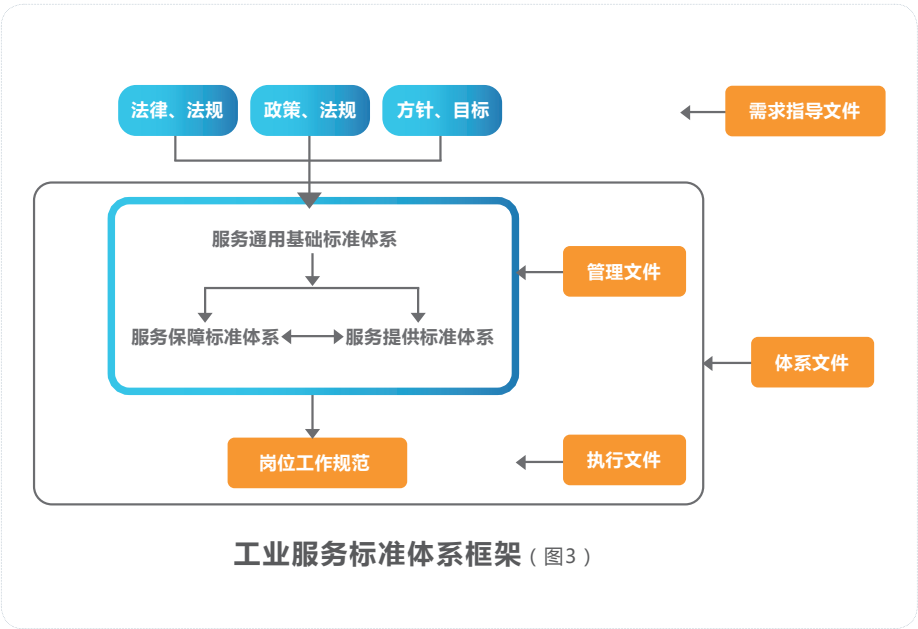 法律、法规
政策、法规
方针、目标
需求指导文件
服务通用基础标准体系
管理文件
服务保障标准体系
服务提供标准体系
体系文件
岗位工作规范
执行文件
工业服务标准体系框架（图3）